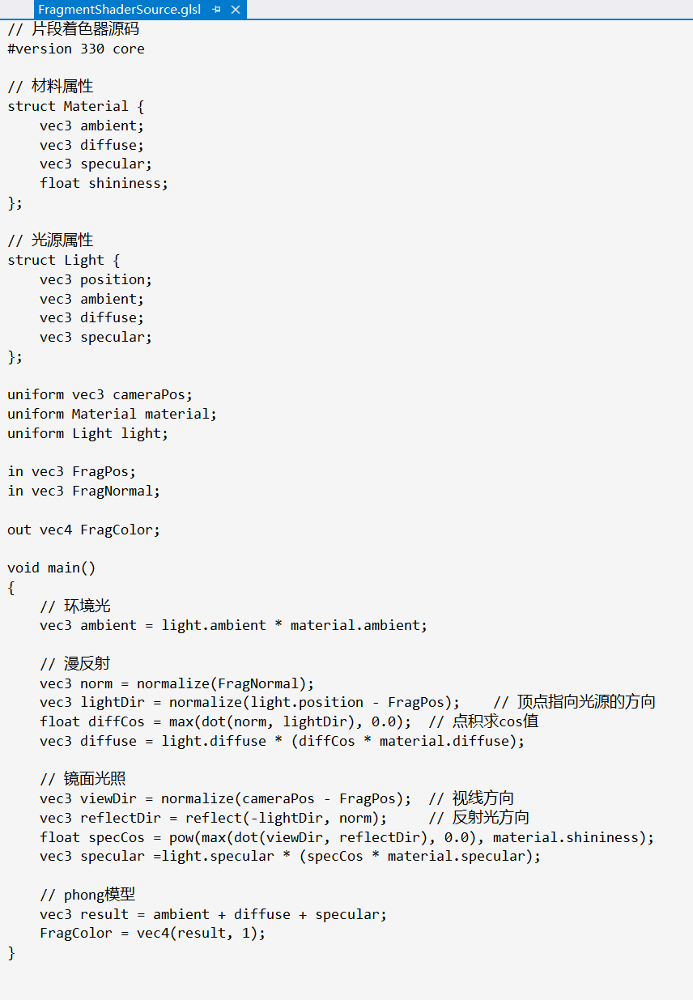 FragmentShaderSource.glsl
// 片段着色器源码
#version 330 core
// 材料属性
struct Material {
    vec3 ambient;
    vec3 diffuse;
    vec3 specular;
    float shininess;
};
// 光源属性
struct Light {
    vec3 position;
    vec3 ambient;
    vec3 diffuse;
    vec3 specular;
};
uniform vec3 cameraPos;
uniform Material material;
uniform Light light;
in vec3 FragPos;
in vec3 FragNormal;
out vec4 FragColor;
void main()
{
    // 环境光
    vec3 ambient = light.ambient * material.ambient;
    // 漫反射
    vec3 norm = normalize(FragNormal);
    vec3 lightDir = normalize(light.position - FragPos);    // 顶点指向光源的方向
    float diffCos = max(dot(norm, lightDir), 0.0);  // 点积求cos值
    vec3 diffuse = light.diffuse * (diffCos * material.diffuse);
    // 镜面光照
    vec3 viewDir = normalize(cameraPos - FragPos);  // 视线方向
    vec3 reflectDir = reflect(-lightDir, norm);     // 反射光方向
    float specCos = pow(max(dot(viewDir, reflectDir), 0.0), material.shininess);
    vec3 specular =light.specular * (specCos * material.specular);
    // phong模型
    vec3 result = ambient + diffuse + specular;
    FragColor = vec4(result, 1);
}